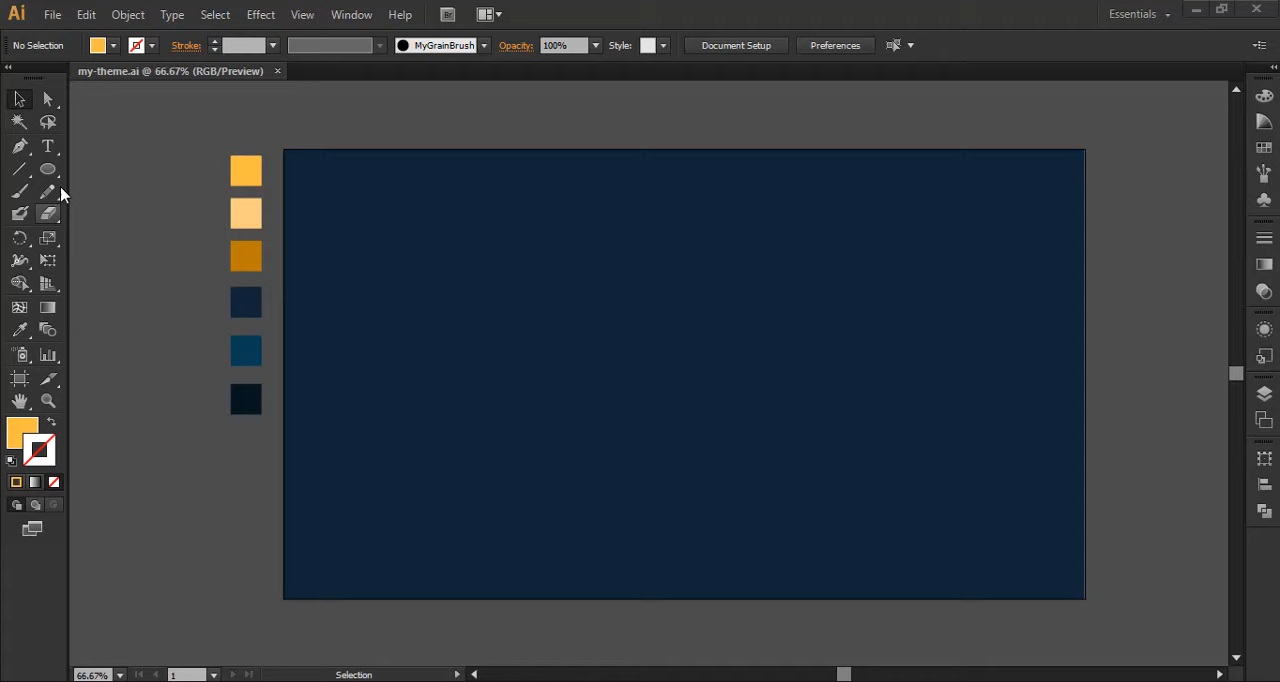 Ai File Edit Object Type Select Effect View Window Help Br Essentials
No Selection Stroke: MyGrainBrush Opacity: 100% Style: Document Setup Preferences
my-theme.ai @ 66.67% (RGB/Preview)
T
66.67% 1 Selection